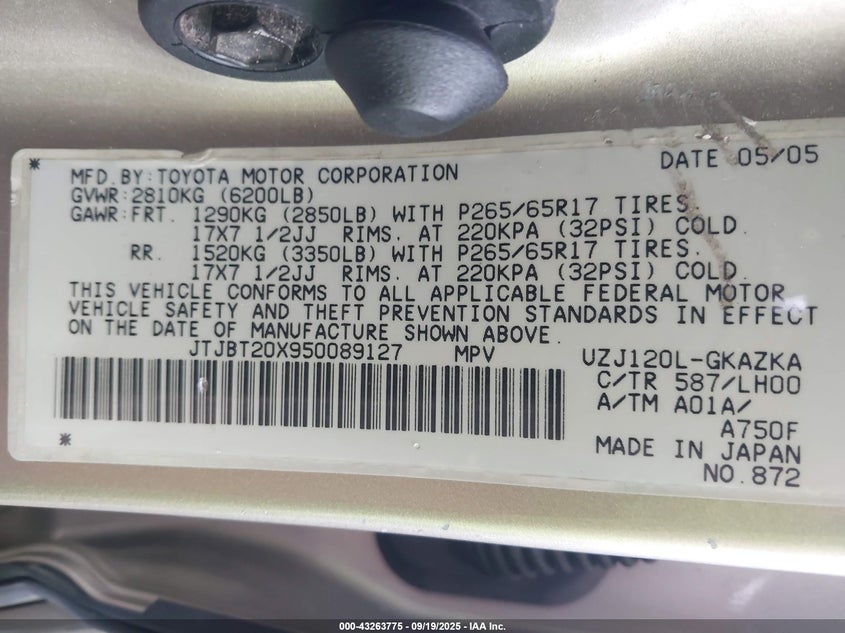 * DATE 05/05
MFD.BY:TOYOTA MOTOR CORPORATION
GVWR:2810KG (6200LB)
GAWR:FRT. 1290KG (2850LB) WITH P265/65R17 TIRES.
17X7 1/2JJ RIMS. AT 220KPA (32PSI) COLD.
RR. 1520KG (3350LB) WITH P265/65R17 TIRES.
17X7 1/2JJ RIMS. AT 220KPA (32PSI) COLD.
THIS VEHICLE CONFORMS TO ALL APPLICABLE FEDERAL MOTOR
VEHICLE SAFETY AND THEFT PREVENTION STANDARDS IN EFFECT
ON THE DATE OF MANUFACTURE SHOWN ABOVE.
JTJBT20X950089127 MPV UZJ120L-GKAZKA
C/TR 587/LH00
A/TM A01A/
A750F
* MADE IN JAPAN
NO.872
000-43263775 - 09/19/2025 - IAA Inc.